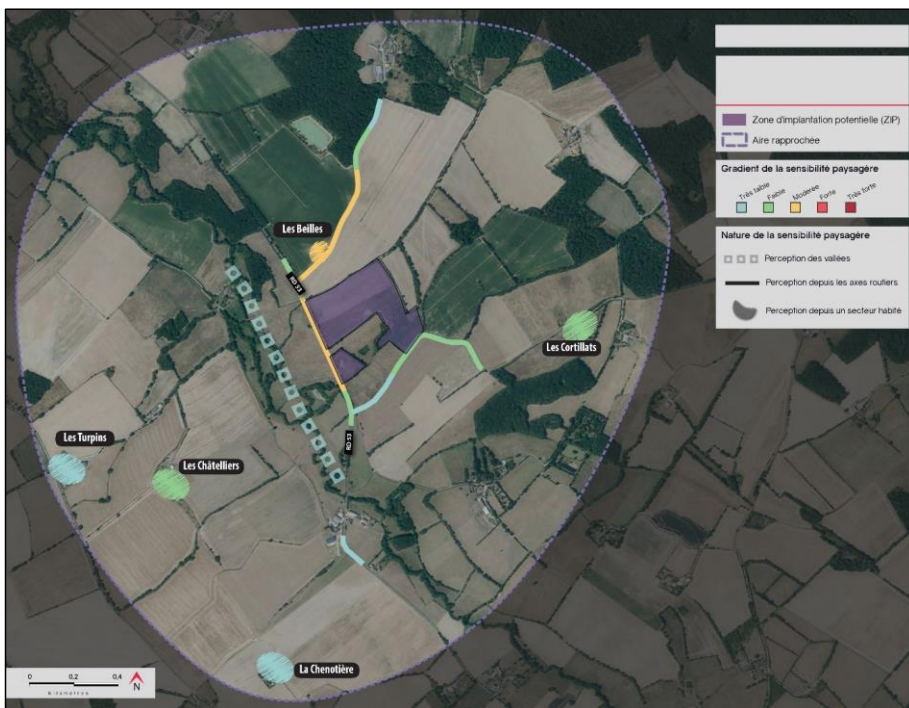 Zone d'implantation potentielle (ZIP)
Aire rapprochée
Gradient de la sensibilité paysagère
Très faible
Faible
Modérée
Forte
Très forte
Nature de la sensibilité paysagère
Perception des vallées
Perception depuis les axes routiers
Perception depuis un secteur habité
Les Beilles
RD 53
Les Cortillats
RD 53
Les Turpins
Les Châtelliers
La Chenotière
0 0,2 0,4
kilomètres
N